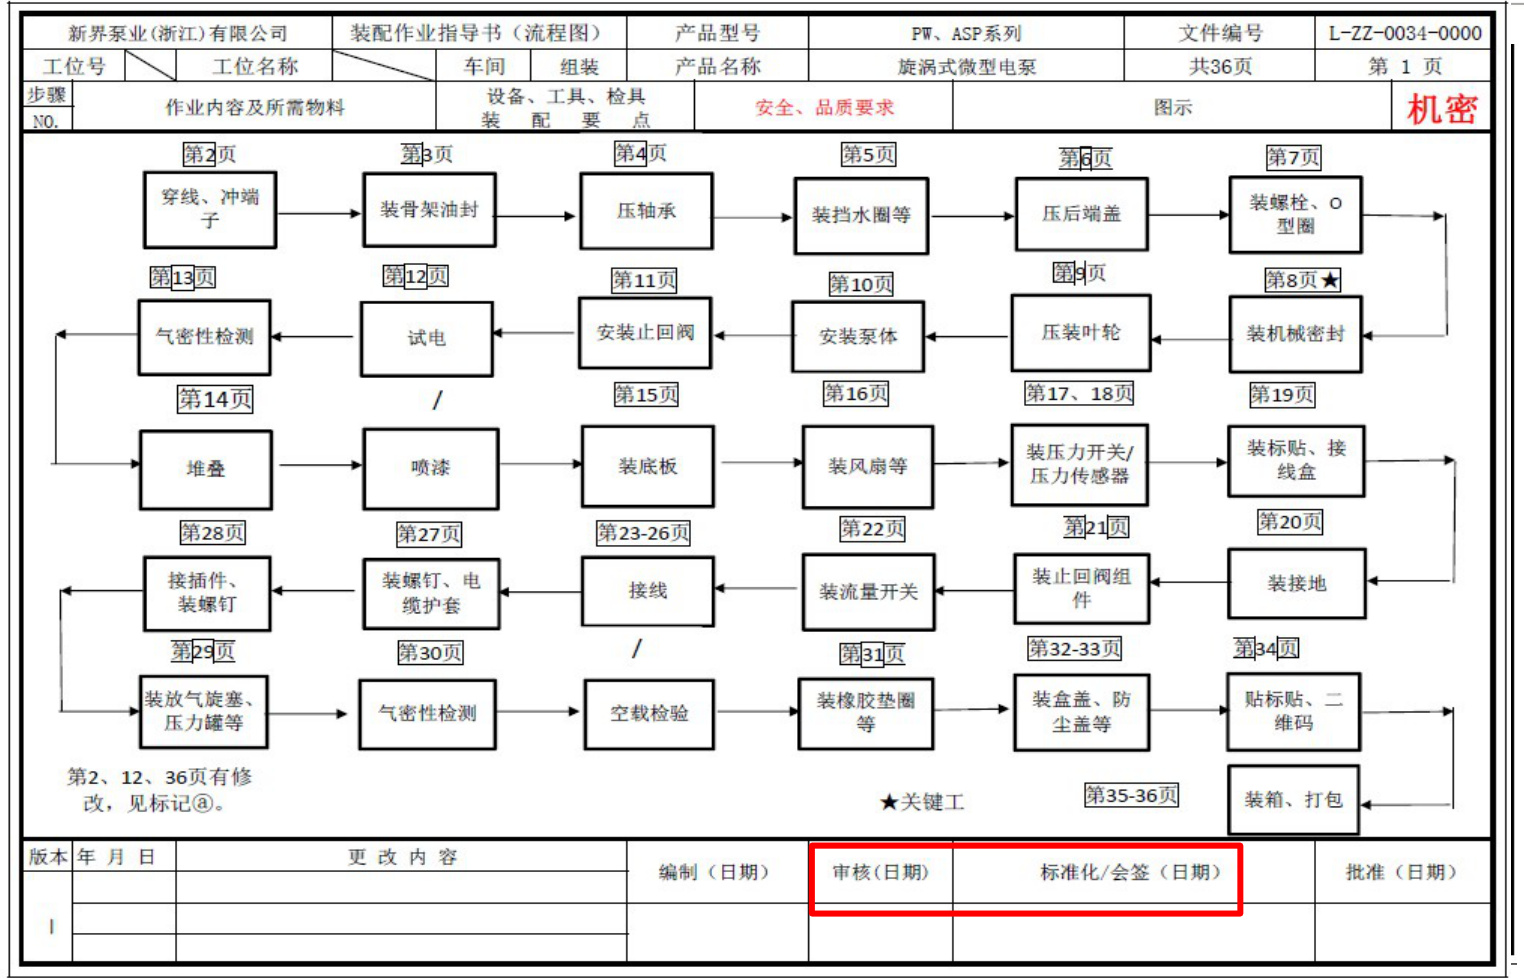 新界泵业(浙江)有限公司 装配作业指导书（流程图） 产品型号 PW、ASP系列 文件编号 L-ZZ-0034-0000
工位号 工位名称 车间 组装 产品名称 旋涡式微型电泵 共36页 第 1 页
步骤
NO.
作业内容及所需物料
设备、工具、检具
装 配 要 点
安全、品质要求
图示
机密
第2页 第3页 第4页 第5页 第6页 第7页
穿线、冲端
子
装骨架油封
压轴承
装挡水圈等
压后端盖
装螺栓、O
型圈
第13页 第12页 第11页 第10页 第9页 第8页★
气密性检测 试电 安装止回阀 安装泵体 压装叶轮 装机械密封
第14页 / 第15页 第16页 第17、18页 第19页
堆叠
喷漆
装底板
装风扇等
装压力开关/
压力传感器
装标贴、接
线盒
第28页 第27页 第23-26页 第22页 第21页 第20页
接插件、
装螺钉
装螺钉、电
缆护套
接线
装流量开关
装止回阀组
件
装接地
第29页 第30页 / 第31页 第32-33页 第34页
装放气旋塞、
压力罐等
气密性检测
空载检验
装橡胶垫圈
等
装盒盖、防
尘盖等
贴标贴、二
维码
第2、12、36页有修
改，见标记ⓐ。
★关键工
第35-36页
装箱、打包
版本 年 月 日 更 改 内 容 编制（日期） 审核(日期) 标准化/会签（日期） 批准（日期）
I